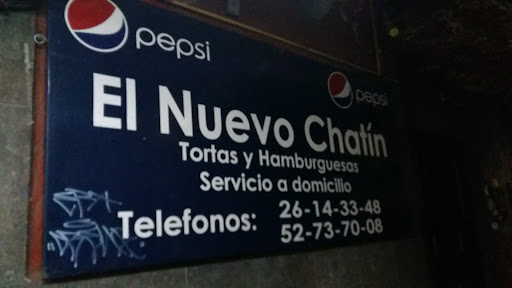 pepsi
pepsi
El Nuevo Chatín
Tortas y Hamburguesas
Servicio a domicilio
Telefonos: 26-14-33-48
52-73-70-08